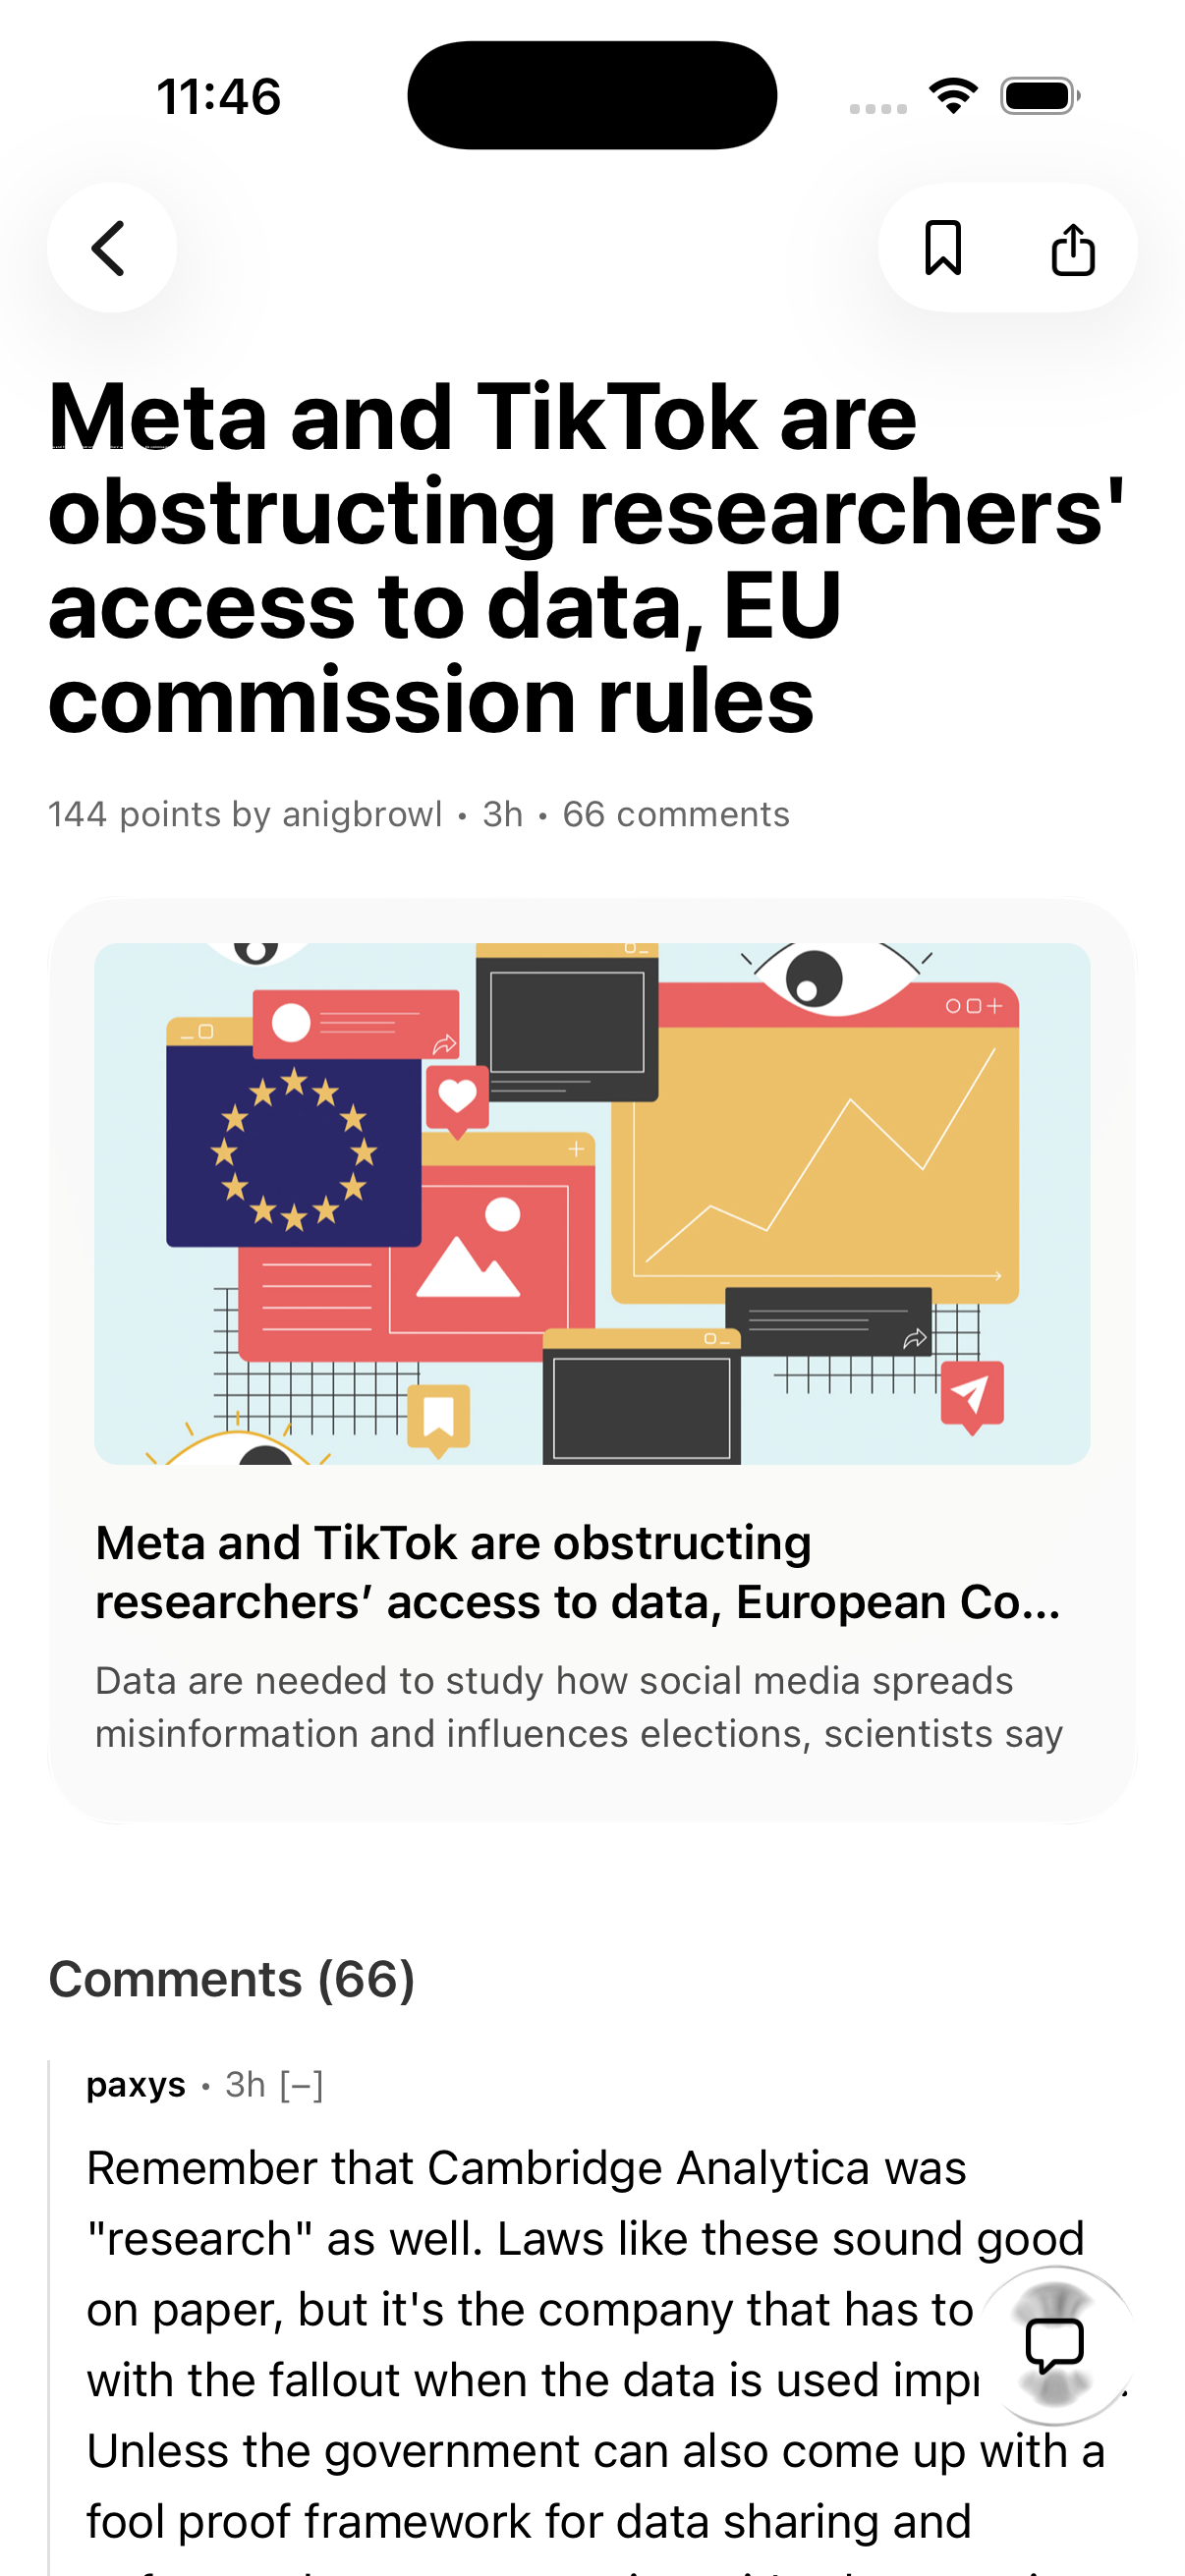 11:46
Meta and TikTok are
obstructing researchers'
access to data, EU
commission rules
144 points by anigbrowl • 3h • 66 comments
Meta and TikTok are obstructing
researchers’ access to data, European Co...
Data are needed to study how social media spreads
misinformation and influences elections, scientists say
Comments (66)
paxys • 3h [–]
Remember that Cambridge Analytica was
"research" as well. Laws like these sound good
on paper, but it's the company that has to
with the fallout when the data is used
Unless the government can also come up with a
fool proof framework for data sharing and